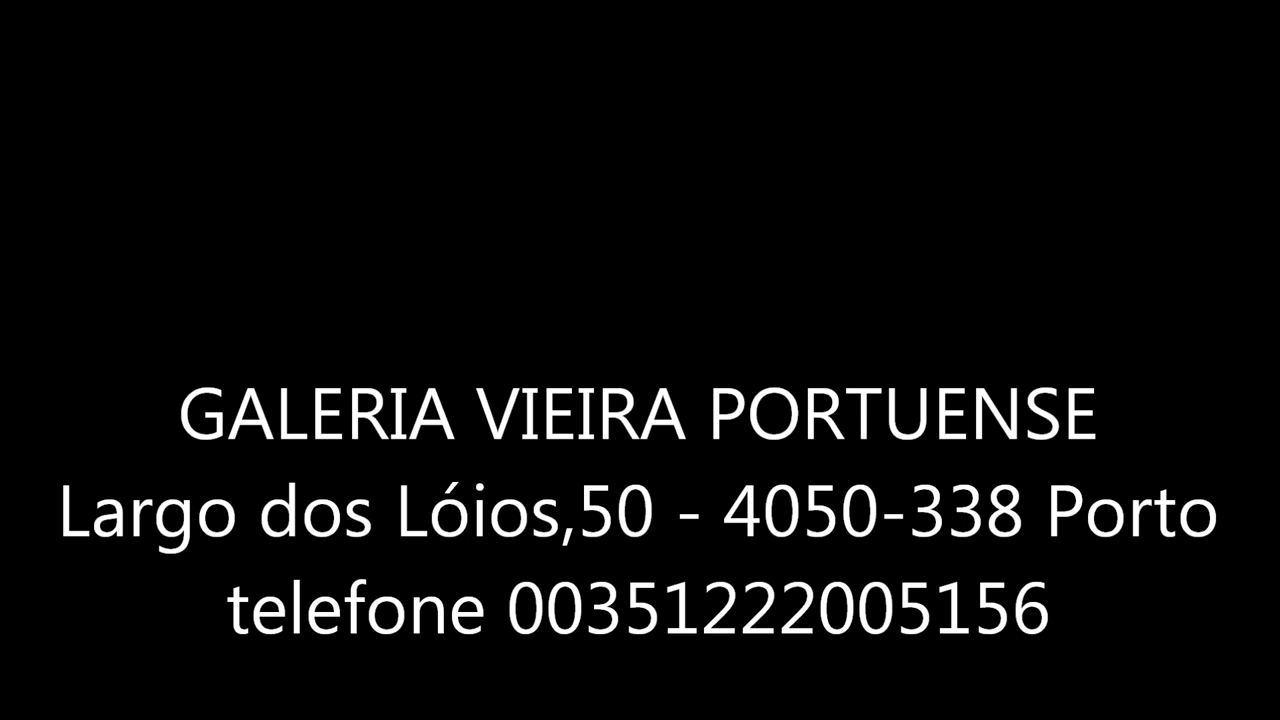 GALERIA VIEIRA PORTUENSE
Largo dos Lóios,50 - 4050-338 Porto
telefone 00351222005156